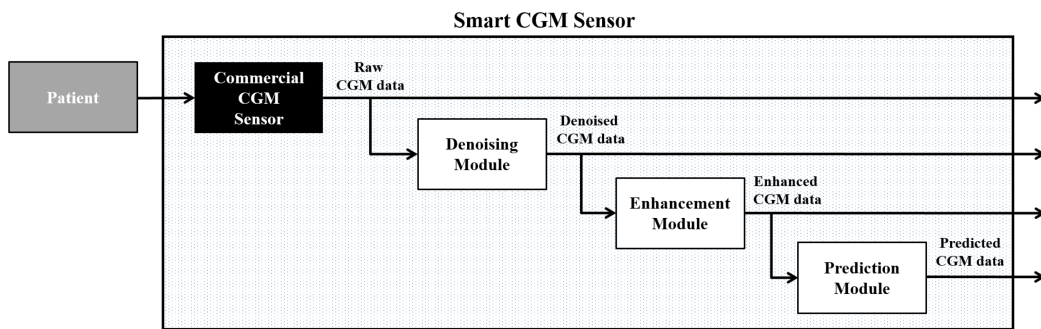 Smart CGM Sensor
Patient
Commercial
CGM
Sensor
Raw
CGM data
Denoising
Module
Denoised
CGM data
Enhancement
Module
Enhanced
CGM data
Prediction
Module
Predicted
CGM data